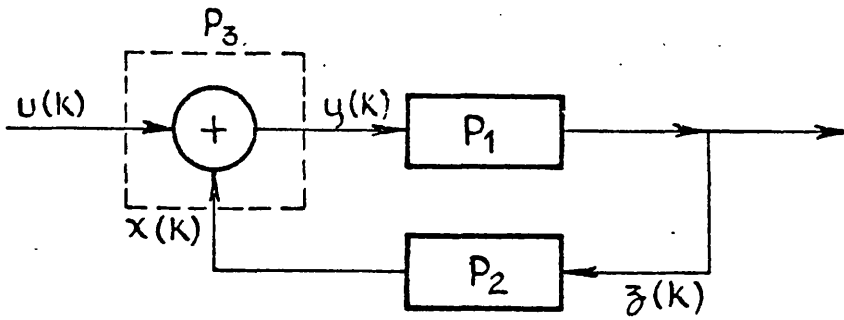 P₃
u(K)
y(K)
P₁
+
x(K)
P₂
z(K)